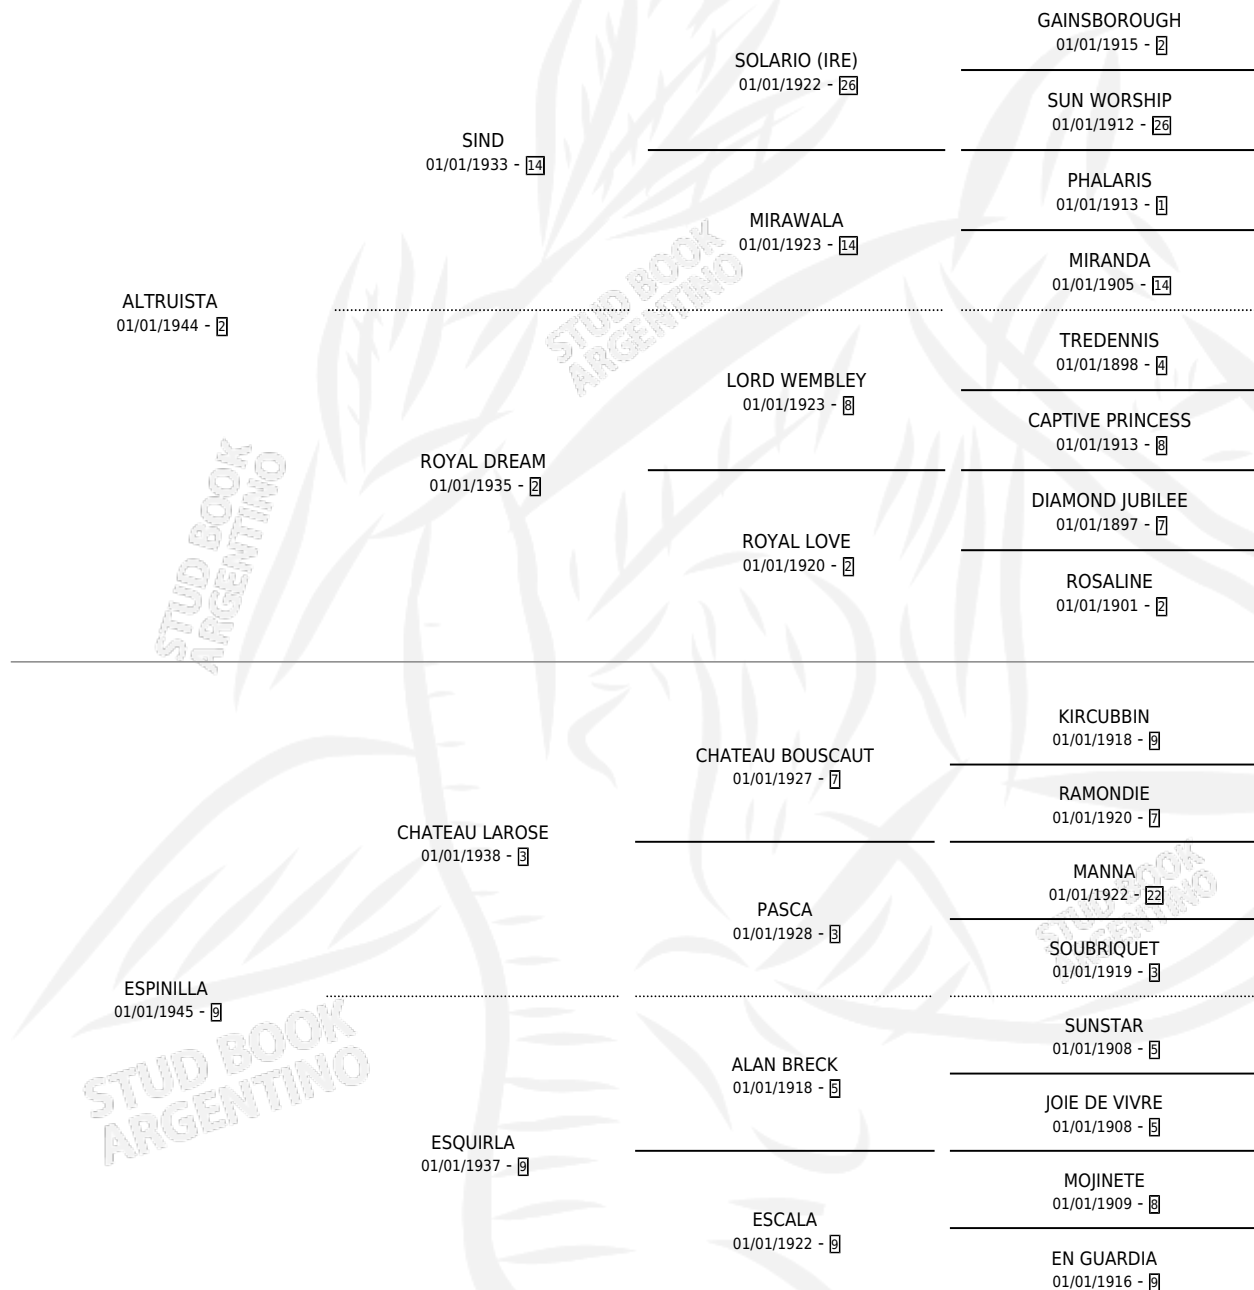 GAINSBOROUGH
01/01/1915 - 2
SOLARIO (IRE)
01/01/1922 - 26
SUN WORSHIP
01/01/1912 - 26
SIND
01/01/1933 - 14
PHALARIS
01/01/1913 - 1
MIRAWALA
01/01/1923 - 14
MIRANDA
01/01/1905 - 14
ALTRUISTA
01/01/1944 - 2
TREDENNIS
01/01/1898 - 4
LORD WEMBLEY
01/01/1923 - 8
CAPTIVE PRINCESS
01/01/1913 - 8
ROYAL DREAM
01/01/1935 - 2
DIAMOND JUBILEE
01/01/1897 - 7
ROYAL LOVE
01/01/1920 - 2
ROSALINE
01/01/1901 - 2
STUD BOOK
ARGENTINO
STUD BOOK
ARGENTINO
KIRCUBBIN
01/01/1918 - 9
CHATEAU BOUSCAUT
01/01/1927 - 7
RAMONDIE
01/01/1920 - 7
CHATEAU LAROSE
01/01/1938 - 3
MANNA
01/01/1922 - 22
PASCA
01/01/1928 - 3
SOUBRIQUET
01/01/1919 - 3
STUD BOOK
ARGENTINO
ESPINILLA
01/01/1945 - 9
SUNSTAR
01/01/1908 - 5
ALAN BRECK
01/01/1918 - 5
JOIE DE VIVRE
01/01/1908 - 5
ESQUIRLA
01/01/1937 - 9
MOJINETE
01/01/1909 - 8
ESCALA
01/01/1922 - 9
EN GUARDIA
01/01/1916 - 9
STUD BOOK
ARGENTINO